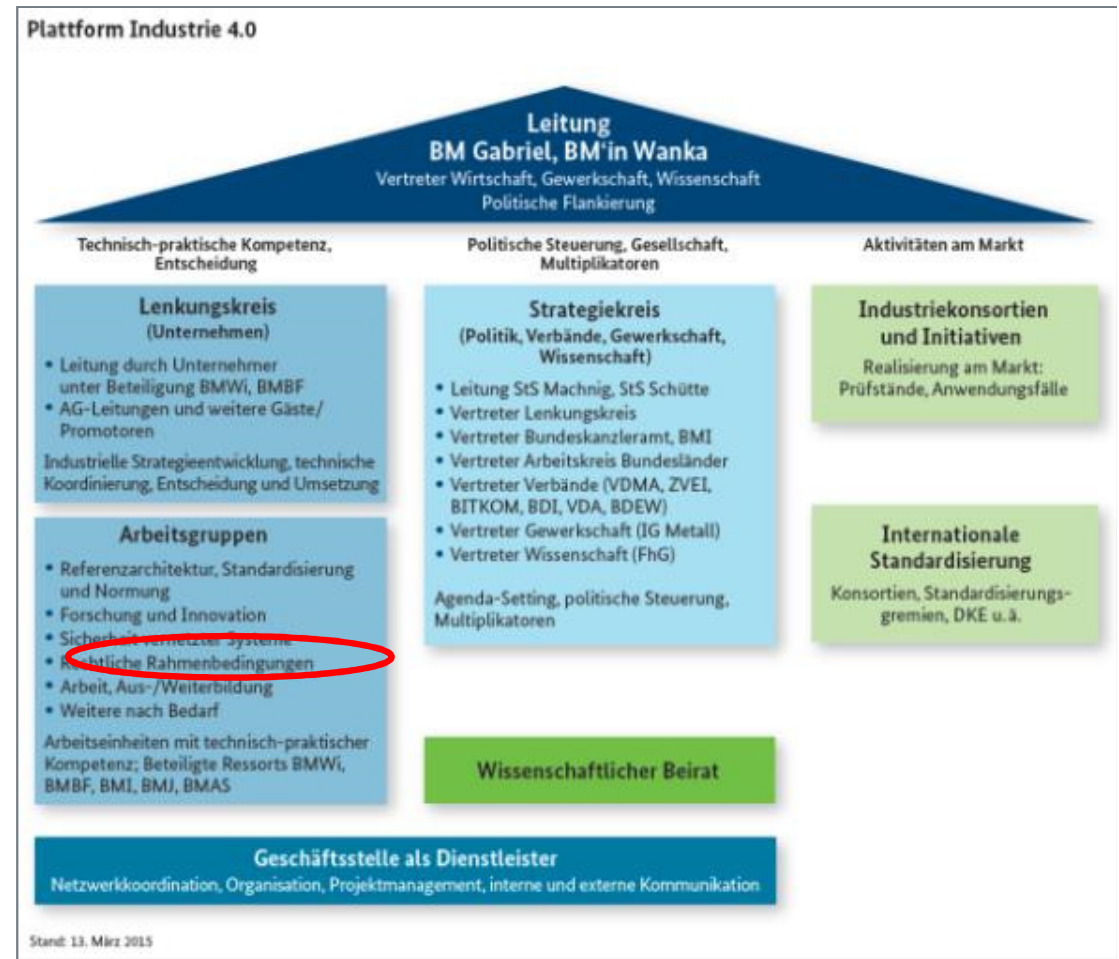 Plattform Industrie 4.0
Leitung
BM Gabriel, BM'in Wanka
Vertreter Wirtschaft, Gewerkschaft, Wissenschaft
Politische Flankierung
Technisch-praktische Kompetenz,
Entscheidung
Lenkungskreis
(Unternehmen)
• Leitung durch Unternehmer
unter Beteiligung BMWi, BMBF
• AG-Leitungen und weitere Gäste/
Promotoren
Industrielle Strategieentwicklung, technische
Koordinierung, Entscheidung und Umsetzung
Arbeitsgruppen
• Referenzarchitektur, Standardisierung
und Normung
• Forschung und Innovation
• Sicherheit vernetzter Systeme
• Rechtliche Rahmenbedingungen
• Arbeit, Aus-/Weiterbildung
• Weitere nach Bedarf
Arbeitseinheiten mit technisch-praktischer
Kompetenz; Beteiligte Ressorts BMWi,
BMBF, BMI, BMJ, BMAS
Politische Steuerung, Gesellschaft,
Multiplikatoren
Strategiekreis
(Politik, Verbände, Gewerkschaft,
Wissenschaft)
• Leitung StS Machnig, StS Schütte
• Vertreter Lenkungskreis
• Vertreter Bundeskanzleramt, BMI
• Vertreter Arbeitskreis Bundesländer
• Vertreter Verbände (VDMA, ZVEI,
BITKOM, BDI, VDA, BDEW)
• Vertreter Gewerkschaft (IG Metall)
• Vertreter Wissenschaft (FhG)
Agenda-Setting, politische Steuerung,
Multiplikatoren
Wissenschaftlicher Beirat
Aktivitäten am Markt
Industriekonsortien
und Initiativen
Realisierung am Markt:
Prüfstände, Anwendungsfälle
Internationale
Standardisierung
Konsortien, Standardisierungs-
gremien, DKE u.ä.
Geschäftsstelle als Dienstleister
Netzwerkkoordination, Organisation, Projektmanagement, interne und externe Kommunikation
Stand: 13. März 2015